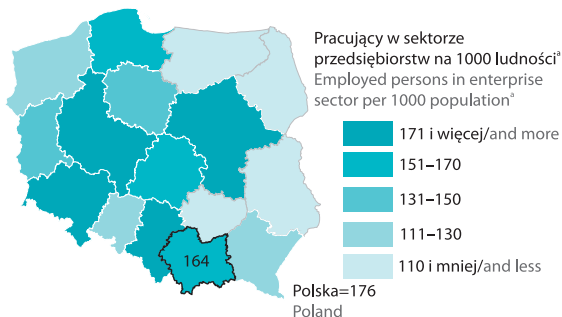 Pracujący w sektorze
przedsiębiorstw na 1000 ludnościᵃ
Employed persons in enterprise
sector per 1000 populationᵃ
171 i więcej/and more
151–170
131–150
111–130
110 i mniej/and less
164
Polska=176
Poland